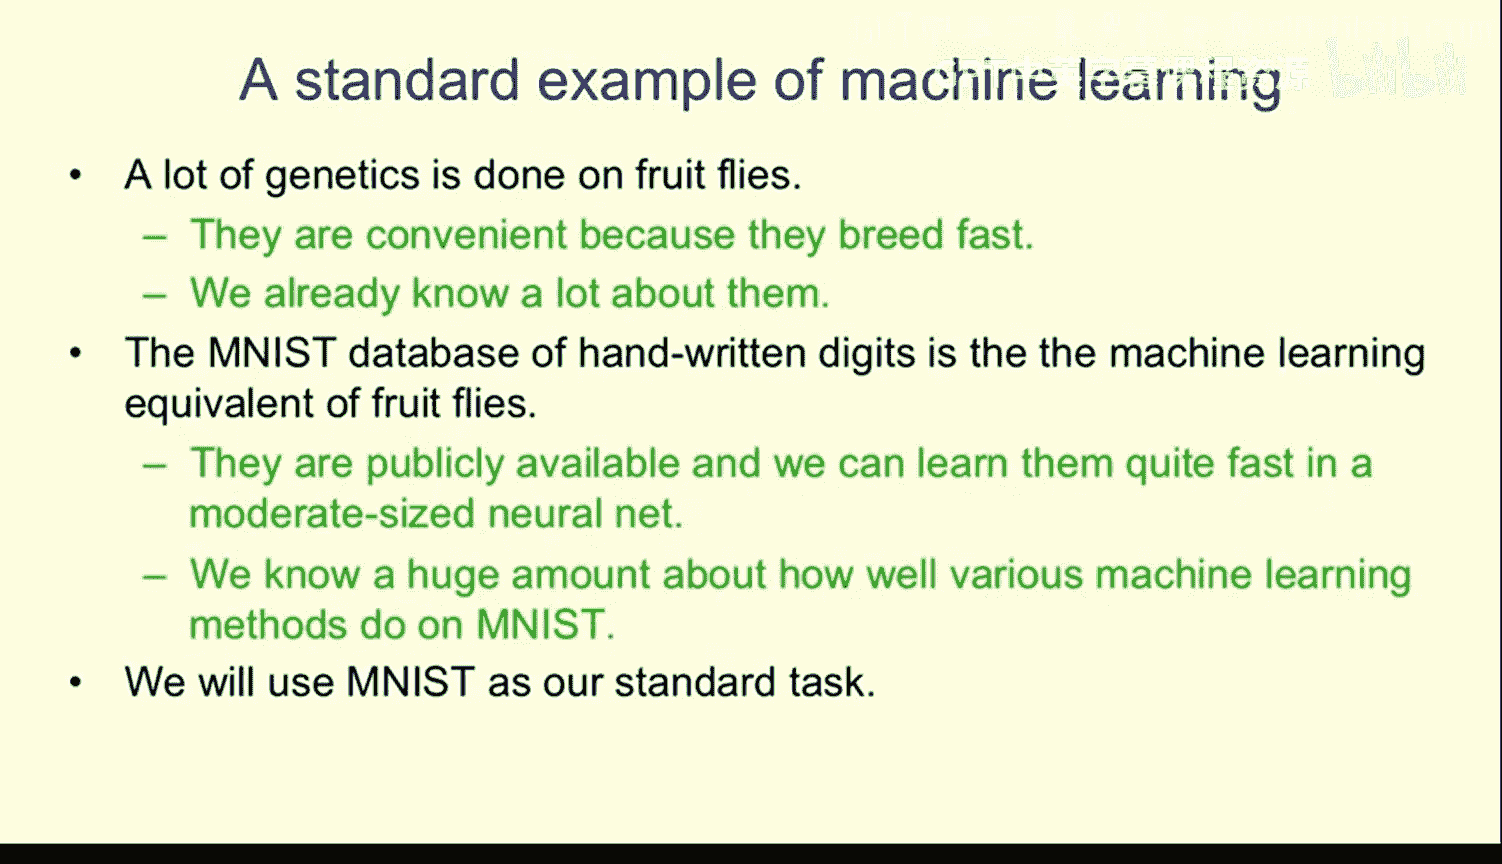 A standard example of machine learning
• A lot of genetics is done on fruit flies.
– They are convenient because they breed fast.
– We already know a lot about them.
• The MNIST database of hand-written digits is the the machine learning
equivalent of fruit flies.
– They are publicly available and we can learn them quite fast in a
moderate-sized neural net.
– We know a huge amount about how well various machine learning
methods do on MNIST.
• We will use MNIST as our standard task.
bilibili